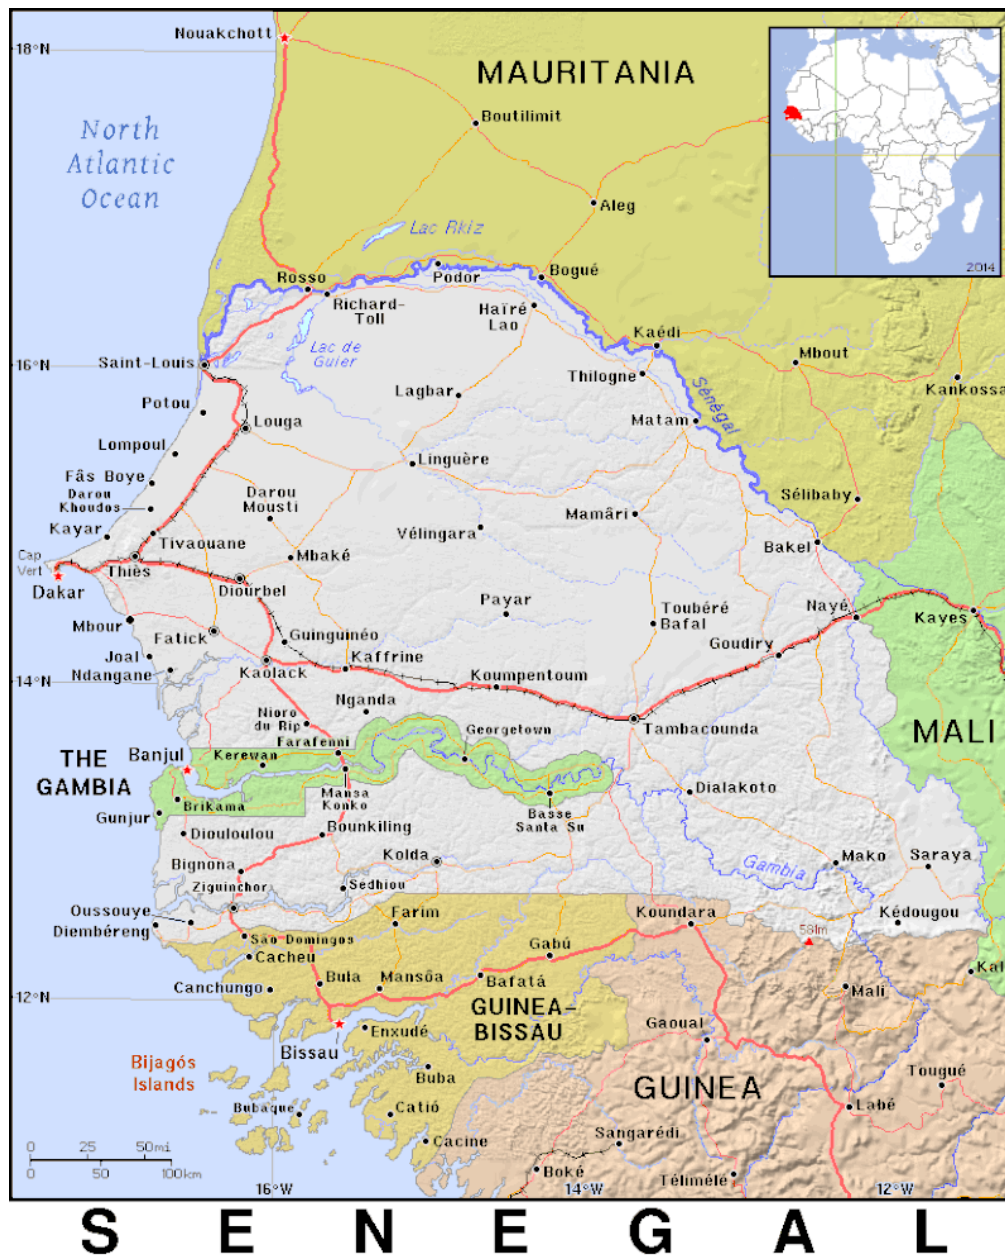 Nouakchott
18°N
MAURITANIA
Boutilimit
North
Atlantic
Ocean
Aleg
Lac Rkiz
2014
Rosso
Podor
Bogué
Richard-
Toll
Haïré
Lao
Kaédi
Saint-Louis
16°N
Lac de
Guier
Mbout
Thilogne
Kankossa
Lagbar
Sénégal
Potou
Louga
Matam
Lompoul
Linguère
Fâs Boye
Darou
Khoudos
Darou
Mousti
Sélibaby
Mamâri
Kayar
Vélingara
Tivaouane
Bakel
Cap
Vert
Mbaké
Thiès
Dakar
Diourbel
Payar
Toubéré
Bafal
Nayé
Kayes
Mbour
Fatick
Guinguinéo
Goudiry
Joal
Kaffrine
Ndangane
Kaolack
Koumpentoum
14°N
Nganda
Nioro
du Rip
Georgetown
Tambacounda
MALI
THE
GAMBIA
Banjul
Farafenni
Kerewan
Mansa
Konko
Brikama
Gunjur
Basse
Santa Su
Dialakoto
Diouloulou
Bounkiling
Kolda
Gambia
Mako
Saraya
Bignona
Ziguinchor
Sédhiou
Oussouye
Diembéreng
Farim
Koundara
Kédougou
581m
São Domingos
Cacheu
Gabú
Kal
Canchungo
Bula
Mansôa
Bafatá
Mali
12°N
GUINEA-
BISSAU
Bissau
Enxudé
Gaoual
Bijagós
Islands
Buba
GUINEA
Tougué
Bubaque
Catió
Labé
Cacine
Sangarédi
0 25 50mi
0 50 100km
Boké
Télimélé
16°W
14°W
12°W
SENEGAL